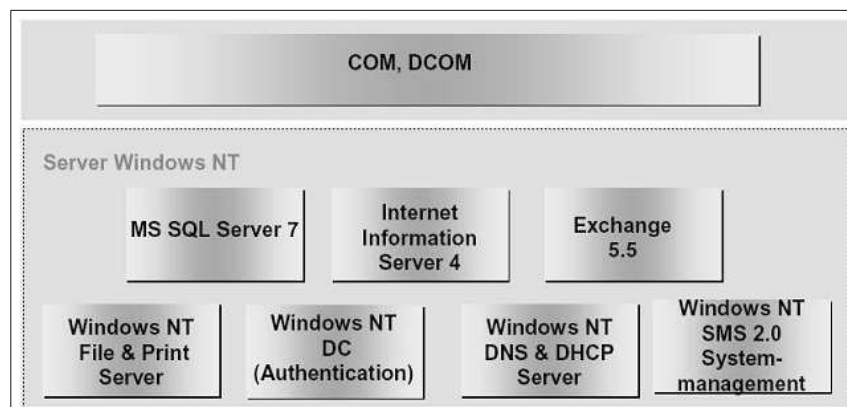 COM, DCOM
Server Windows NT
MS SQL Server 7
Internet
Information
Server 4
Exchange
5.5
Windows NT
File & Print
Server
Windows NT
DC
(Authentication)
Windows NT
DNS & DHCP
Server
Windows NT
SMS 2.0
System-
management